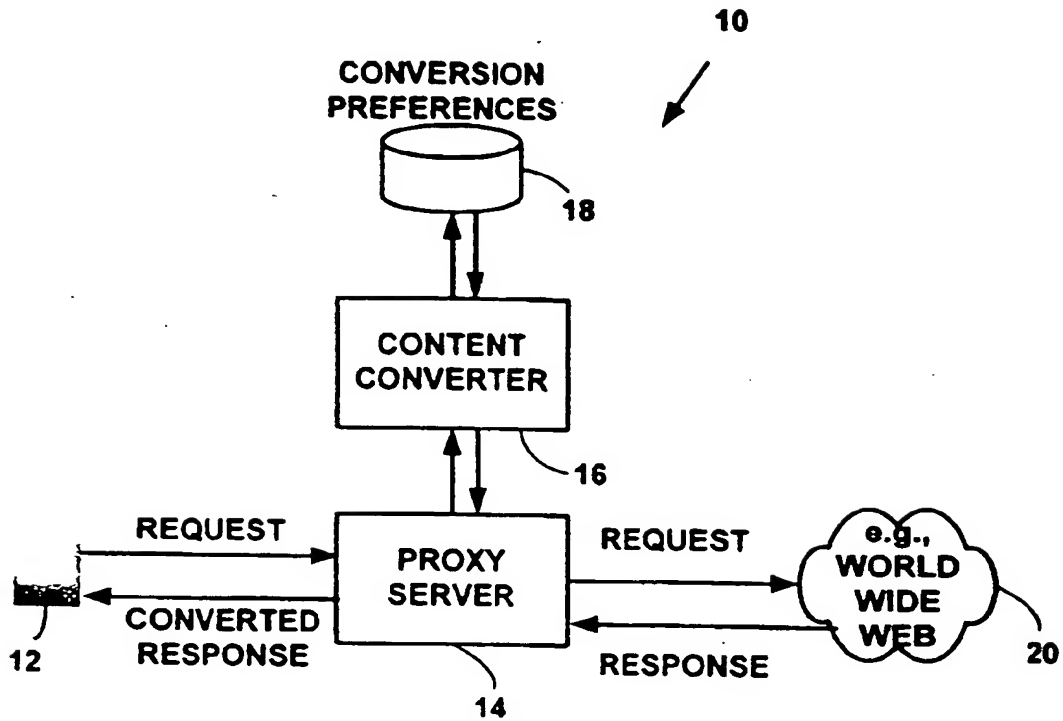 10
CONVERSION
PREFERENCES
18
CONTENT
CONVERTER
16
REQUEST
PROXY
SERVER
REQUEST
e.g.,
WORLD
WIDE
WEB
CONVERTED
RESPONSE
RESPONSE
12
14
20